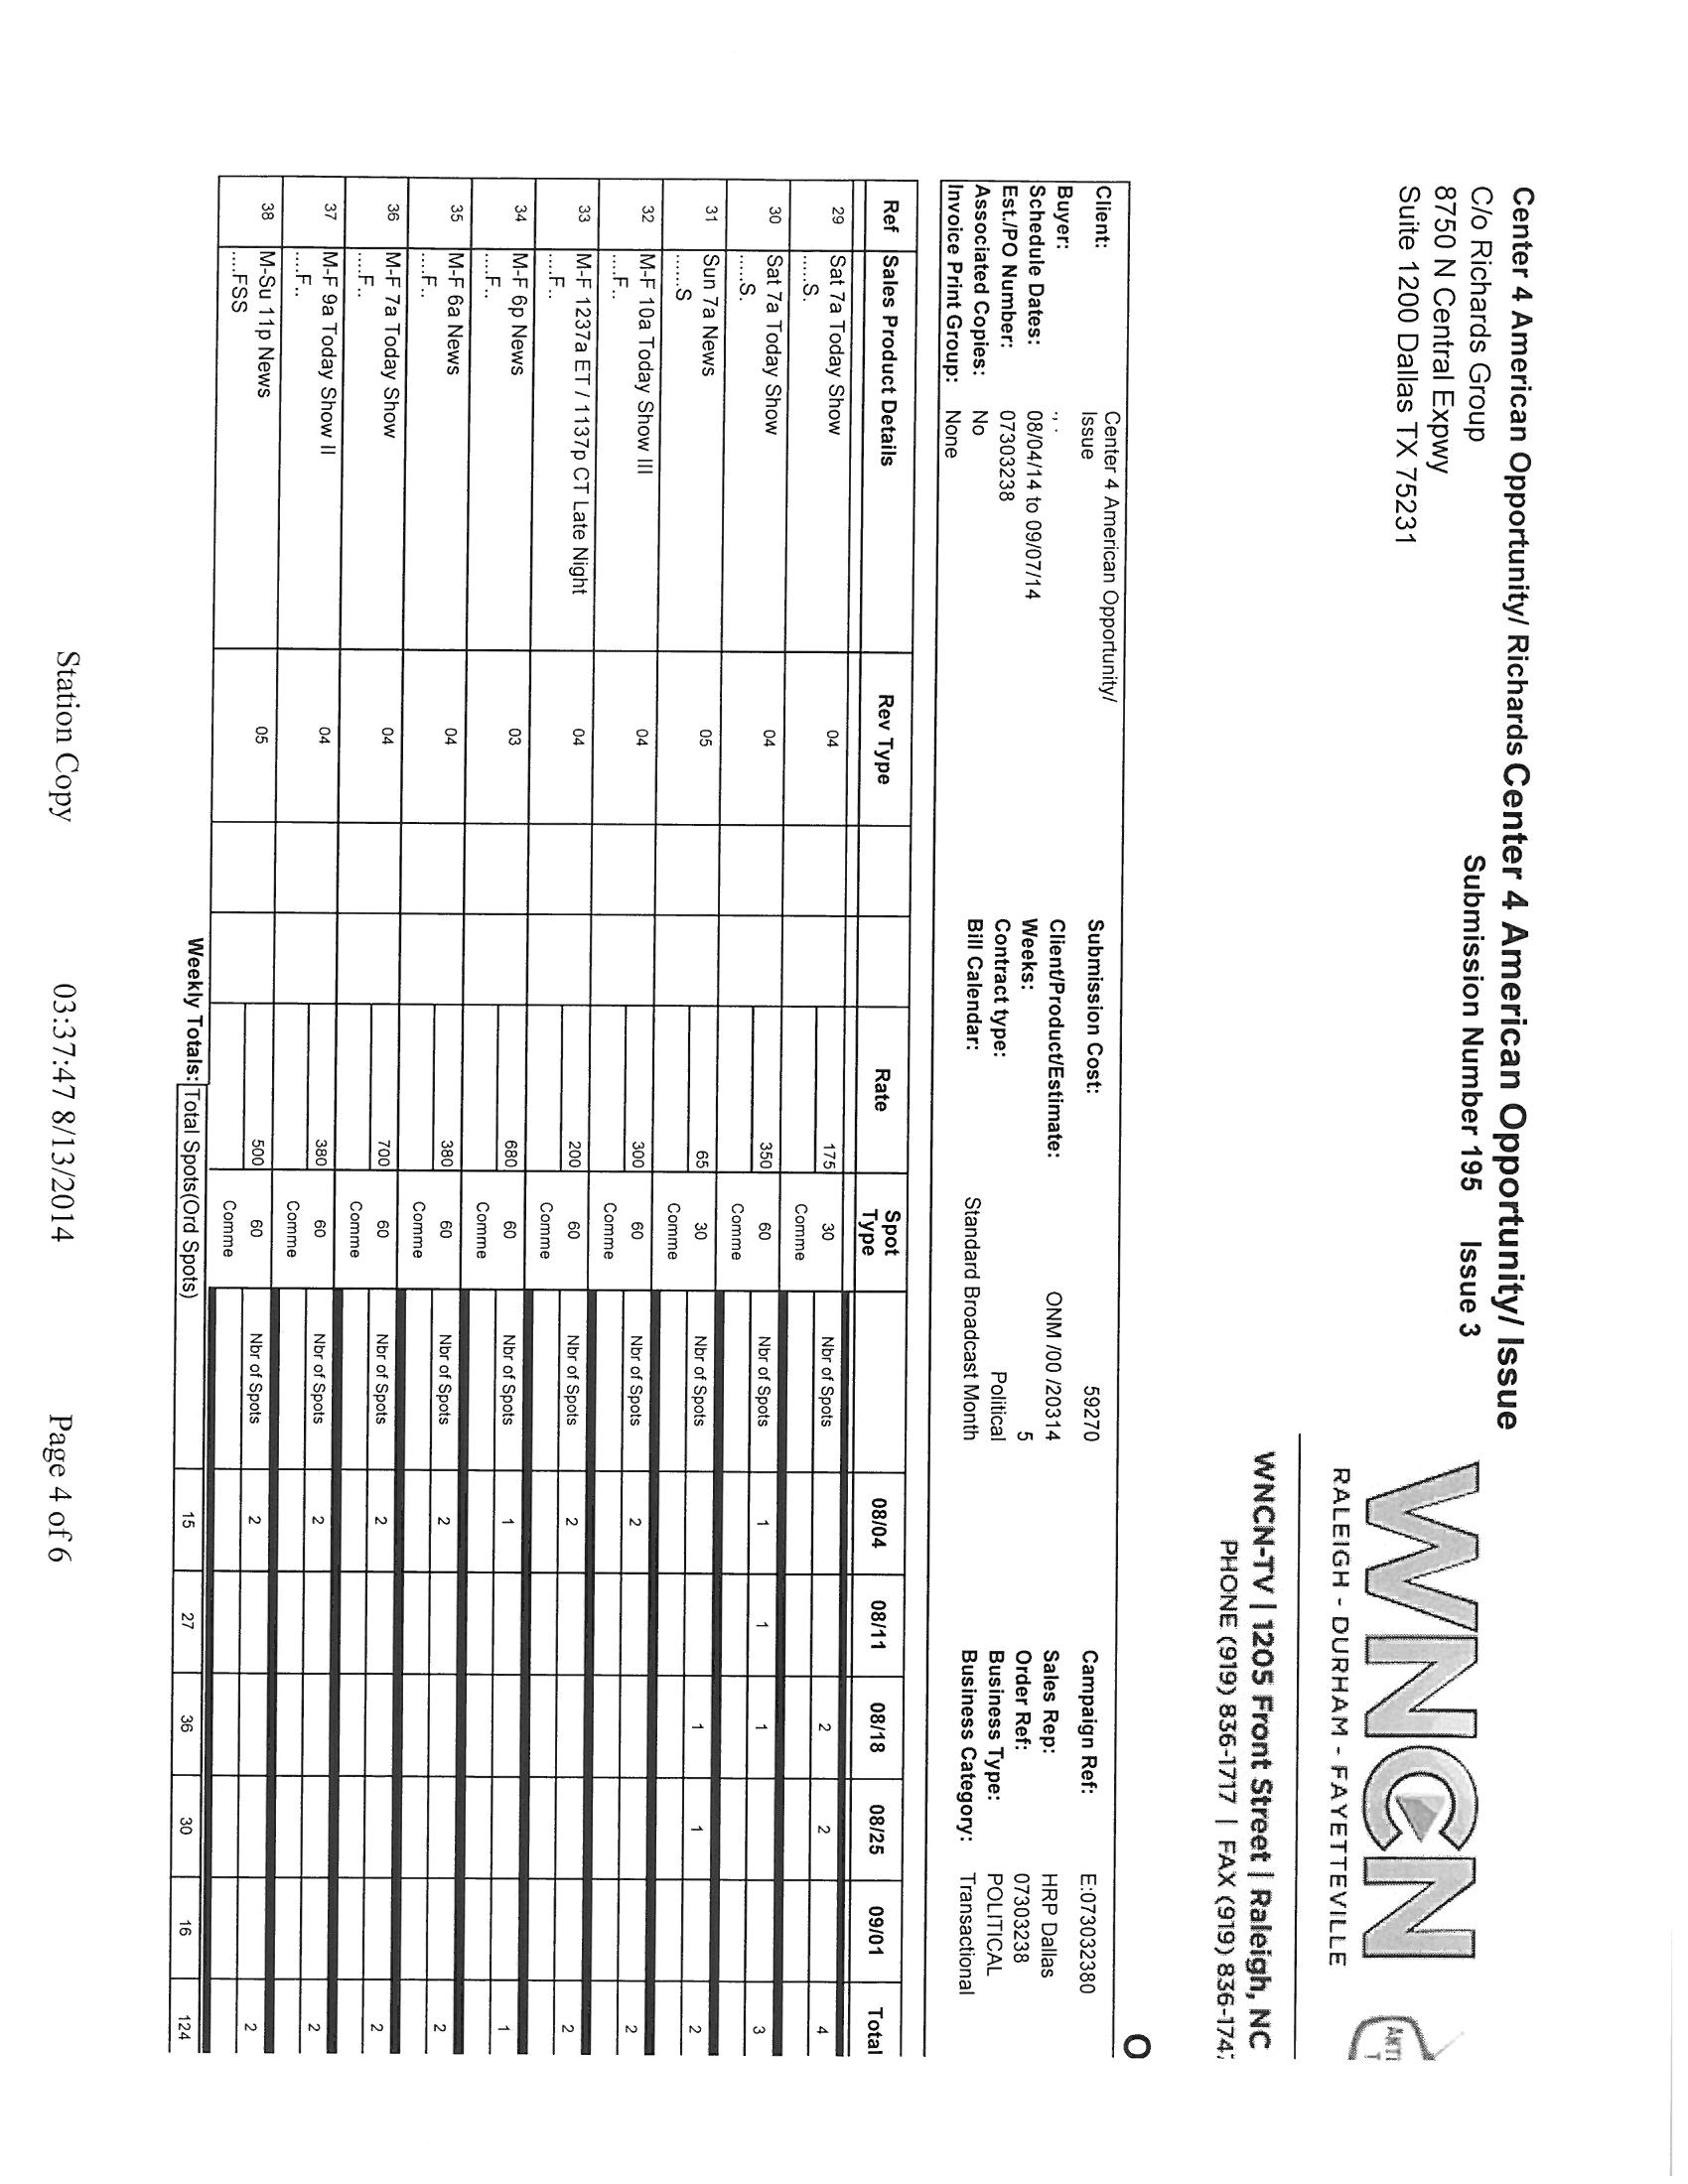 Center 4 American Opportunity/ Richards Center 4 American Opportunity/ Issue
C/o Richards Group
8750 N Central Expwy
Suite 1200 Dallas TX 75231
Submission Number 195 Issue 3
WNCN
RALEIGH - DURHAM - FAYETTEVILLE
WNCN-TV | 1205 Front Street | Raleigh, NC
PHONE (919) 836-1717 | FAX (919) 836-174
O
Client: Center 4 American Opportunity/ Issue Submission Cost: 59270 Campaign Ref: E:073032380
Buyer: ,, . Client/Product/Estimate: ONM /00 /20314 Sales Rep: HRP Dallas
Schedule Dates: 08/04/14 to 09/07/14 Weeks: 5 Order Ref: 07303238
Est./PO Number: 07303238 Contract type: Political Business Type: POLITICAL
Associated Copies: No Bill Calendar: Standard Broadcast Month Business Category: Transactional
Invoice Print Group: None
Ref Sales Product Details Rev Type Rate Spot Type 08/04 08/11 08/18 08/25 09/01 Total
29 Sat 7a Today Show 04 175 30 Nbr of Spots 2 2 4
.....S. Comme
30 Sat 7a Today Show 04 350 60 Nbr of Spots 1 1 1 3
.....S. Comme
31 Sun 7a News 05 65 30 Nbr of Spots 1 1 2
......S Comme
32 M-F 10a Today Show III 04 300 60 Nbr of Spots 2 2
....F.. Comme
33 M-F 1237a ET / 1137p CT Late Night 04 200 60 Nbr of Spots 2 2
....F.. Comme
34 M-F 6p News 03 680 60 Nbr of Spots 1 1
....F.. Comme
35 M-F 6a News 04 380 60 Nbr of Spots 2 2
....F.. Comme
36 M-F 7a Today Show 04 700 60 Nbr of Spots 2 2
....F.. Comme
37 M-F 9a Today Show II 04 380 60 Nbr of Spots 2 2
....F.. Comme
38 M-Su 11p News 05 500 60 Nbr of Spots 2 2
....FSS Comme
Weekly Totals: Total Spots(Ord Spots) 15 27 36 30 16 124
Station Copy 03:37:47 8/13/2014 Page 4 of 6